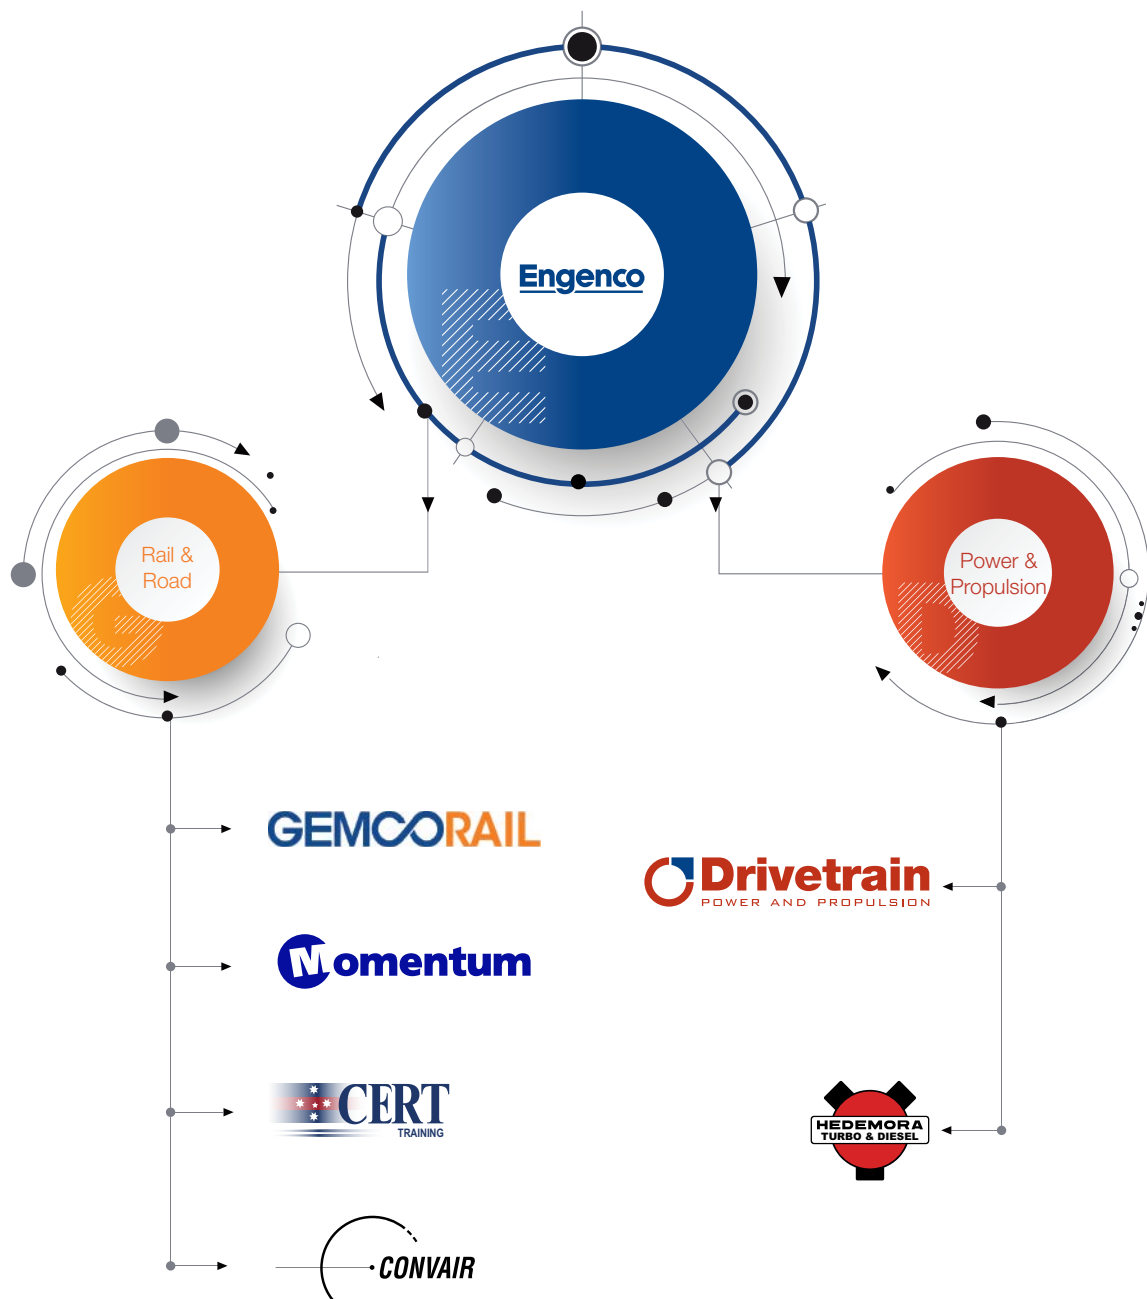 Engenco
Rail &
Road
Power &
Propulsion
GEMCORAIL
Drivetrain
POWER AND PROPULSION
Momentum
CERT
TRAINING
HEDEMORA
TURBO & DIESEL
CONVAIR